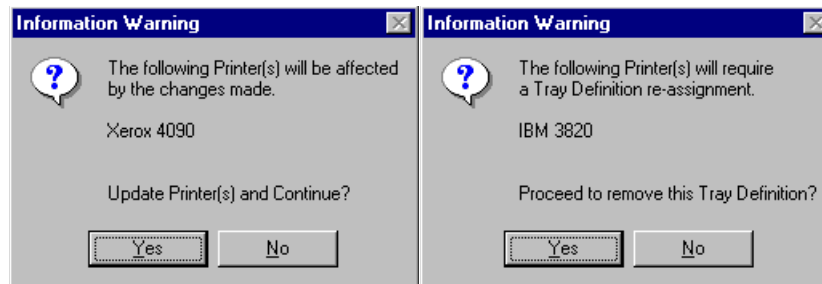 Information Warning
The following Printer(s) will be affected
by the changes made.
Xerox 4090
Update Printer(s) and Continue?
Yes
No
Information Warning
The following Printer(s) will require
a Tray Definition re-assignment.
IBM 3820
Proceed to remove this Tray Definition?
Yes
No